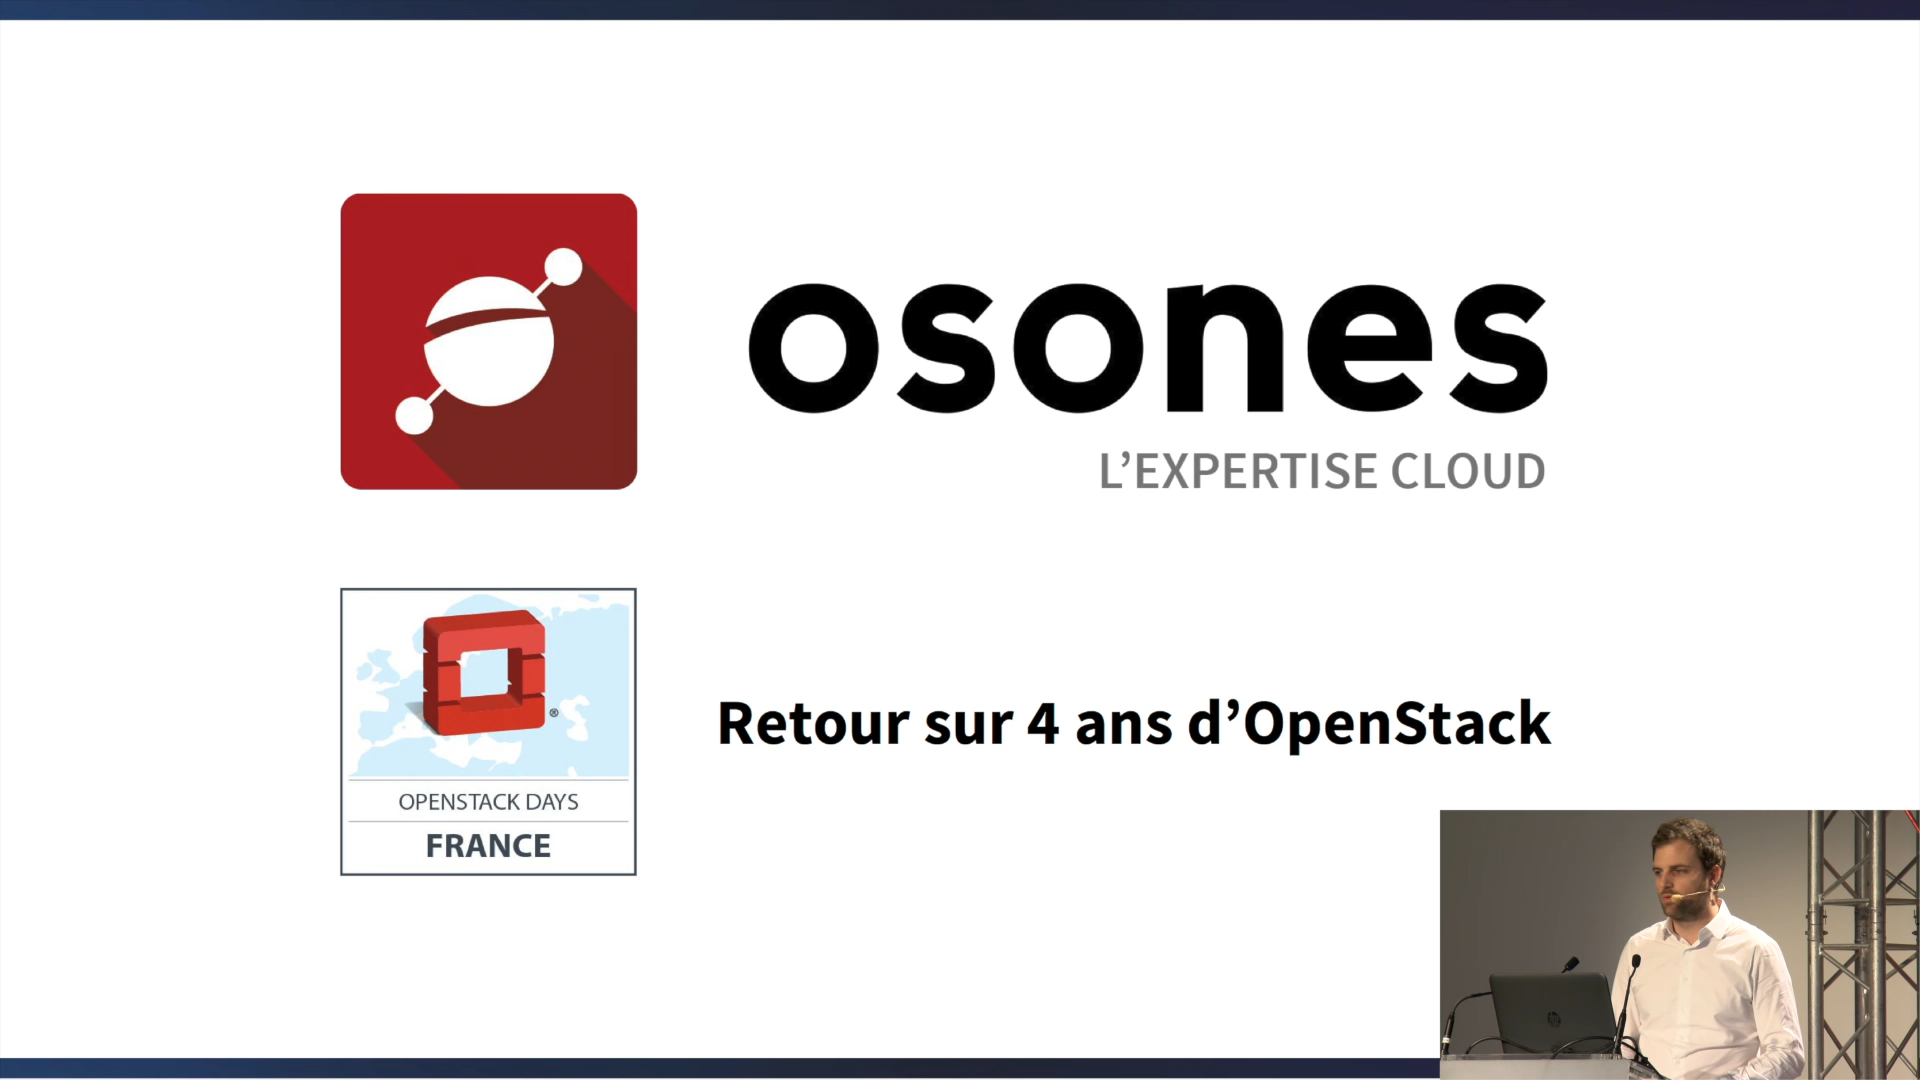 osones
L’EXPERTISE CLOUD
®
OPENSTACK DAYS
FRANCE
Retour sur 4 ans d’OpenStack